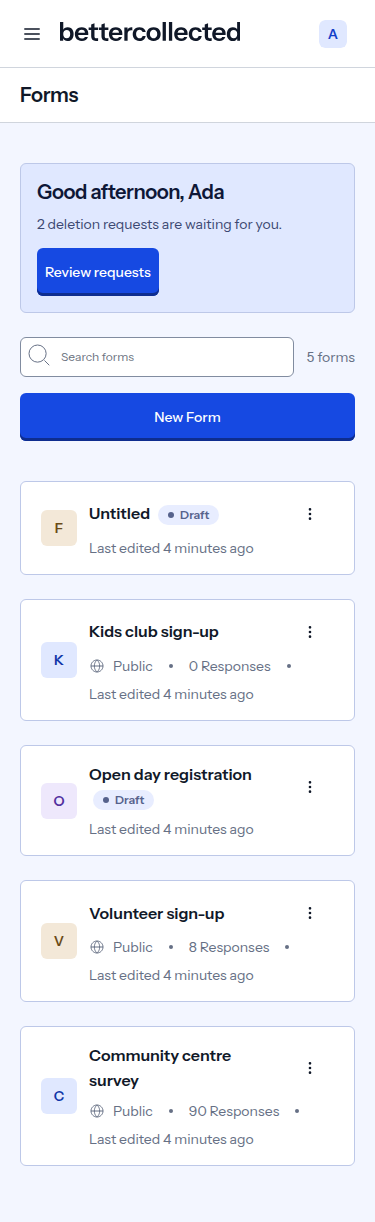 bettercollected
A
Forms
Good afternoon, Ada
2 deletion requests are waiting for you.
Review requests
Search forms
5 forms
New Form
F
Untitled
Draft
Last edited 4 minutes ago
K
Kids club sign-up
Public • 0 Responses •
Last edited 4 minutes ago
O
Open day registration
Draft
Last edited 4 minutes ago
V
Volunteer sign-up
Public • 8 Responses •
Last edited 4 minutes ago
C
Community centre
survey
Public • 90 Responses •
Last edited 4 minutes ago